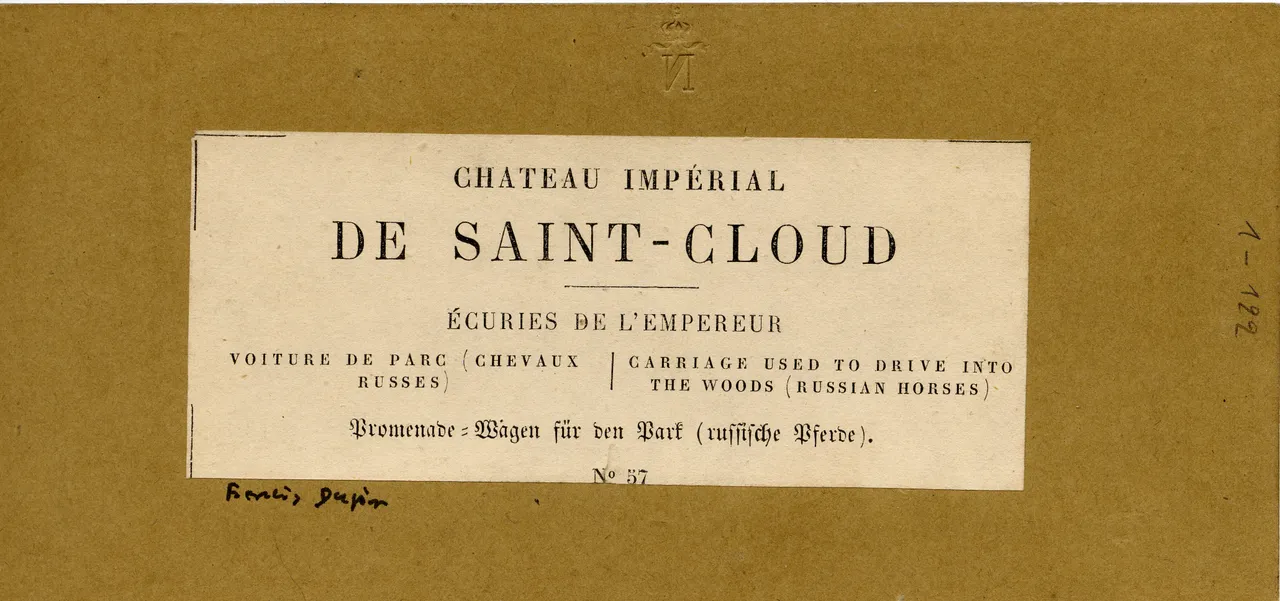 N
CHATEAU IMPÉRIAL
DE SAINT-CLOUD
ÉCURIES DE L'EMPEREUR
VOITURE DE PARC (CHEVAUX
RUSSES)
CARRIAGE USED TO DRIVE INTO
THE WOODS (RUSSIAN HORSES)
Promenade=Wagen für den Park (russische Pferde).
Nº 57
1-122